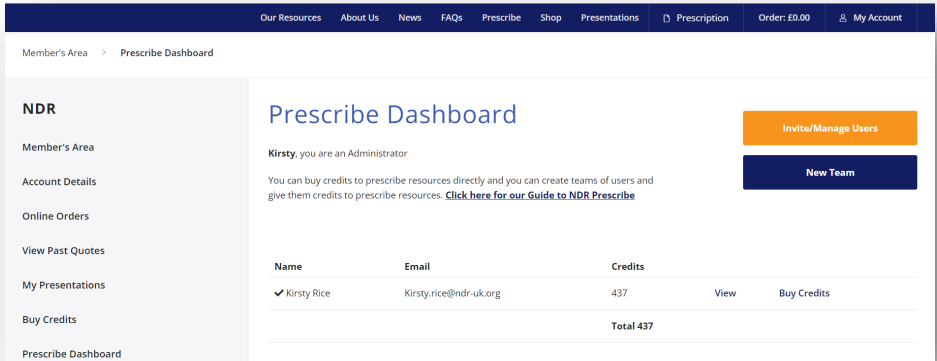 Our Resources About Us News FAQs Prescribe Shop Presentations Prescription Order: £0.00 My Account
Member's Area > Prescribe Dashboard
NDR
Member's Area
Account Details
Online Orders
View Past Quotes
My Presentations
Buy Credits
Prescribe Dashboard
Prescribe Dashboard
Kirsty, you are an Administrator
You can buy credits to prescribe resources directly and you can create teams of users and
give them credits to prescribe resources. Click here for our Guide to NDR Prescribe
Invite/Manage Users
New Team
Name Email Credits
✓ Kirsty Rice Kirsty.rice@ndr-uk.org 437 View Buy Credits
Total 437